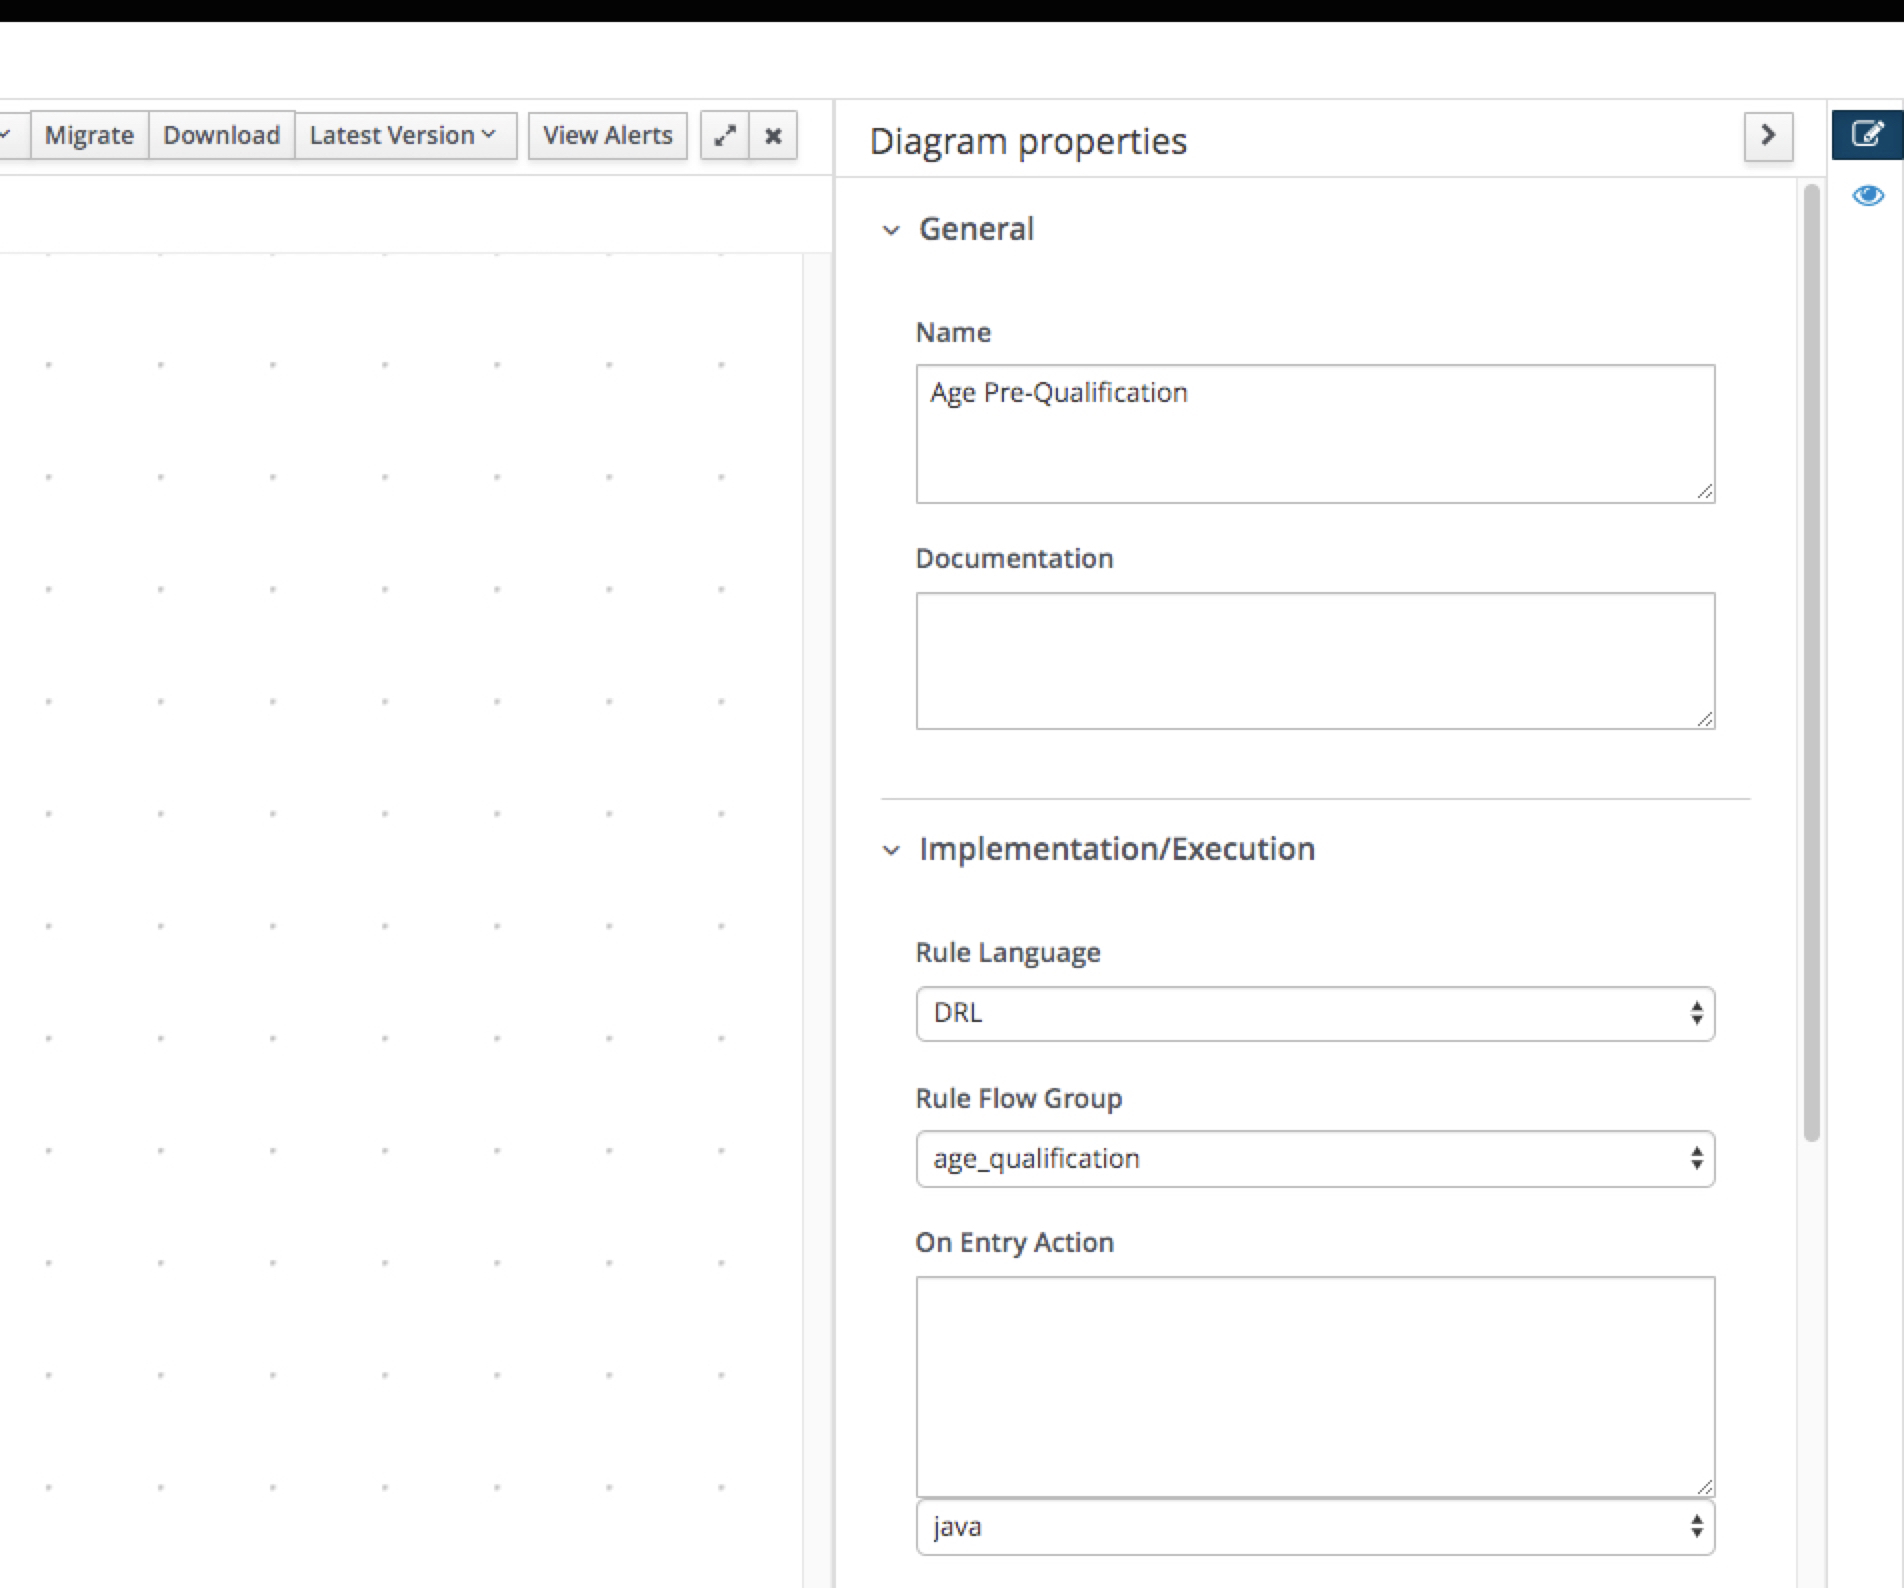 Migrate Download Latest Version View Alerts
Diagram properties
General
Name
Age Pre-Qualification
Documentation
Implementation/Execution
Rule Language
DRL
Rule Flow Group
age_qualification
On Entry Action
java